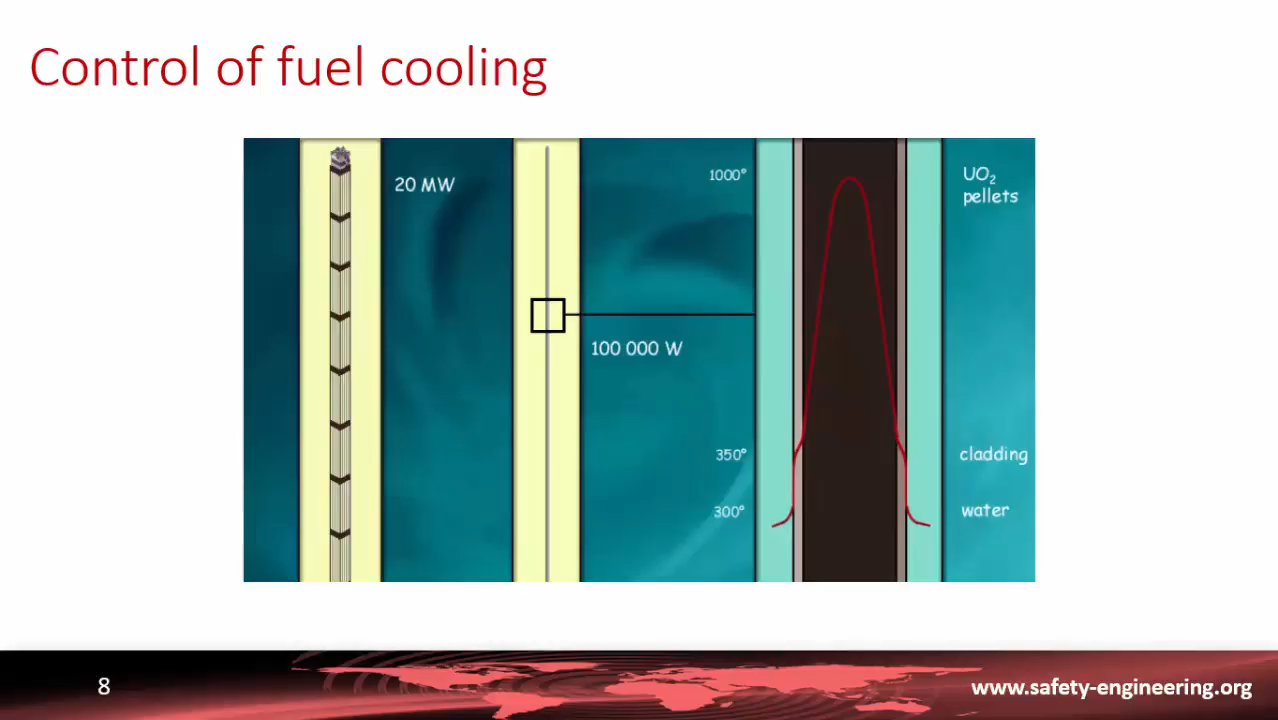 Control of fuel cooling
20 MW
100 000 W
1000°
350°
300°
UO₂
pellets
cladding
water
8
www.safety-engineering.org